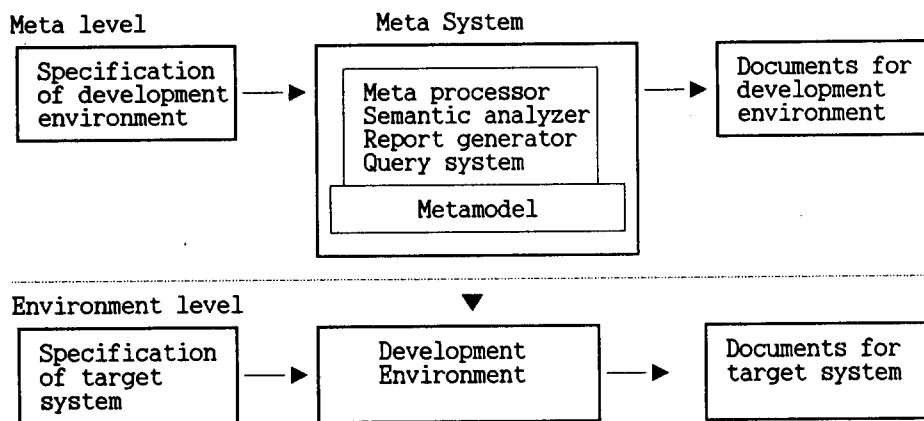 Meta level
Meta System
Specification
of development
environment
Meta processor
Semantic analyzer
Report generator
Query system
Metamodel
Documents for
development
environment
Environment level
Specification
of target
system
Development
Environment
Documents for
target system